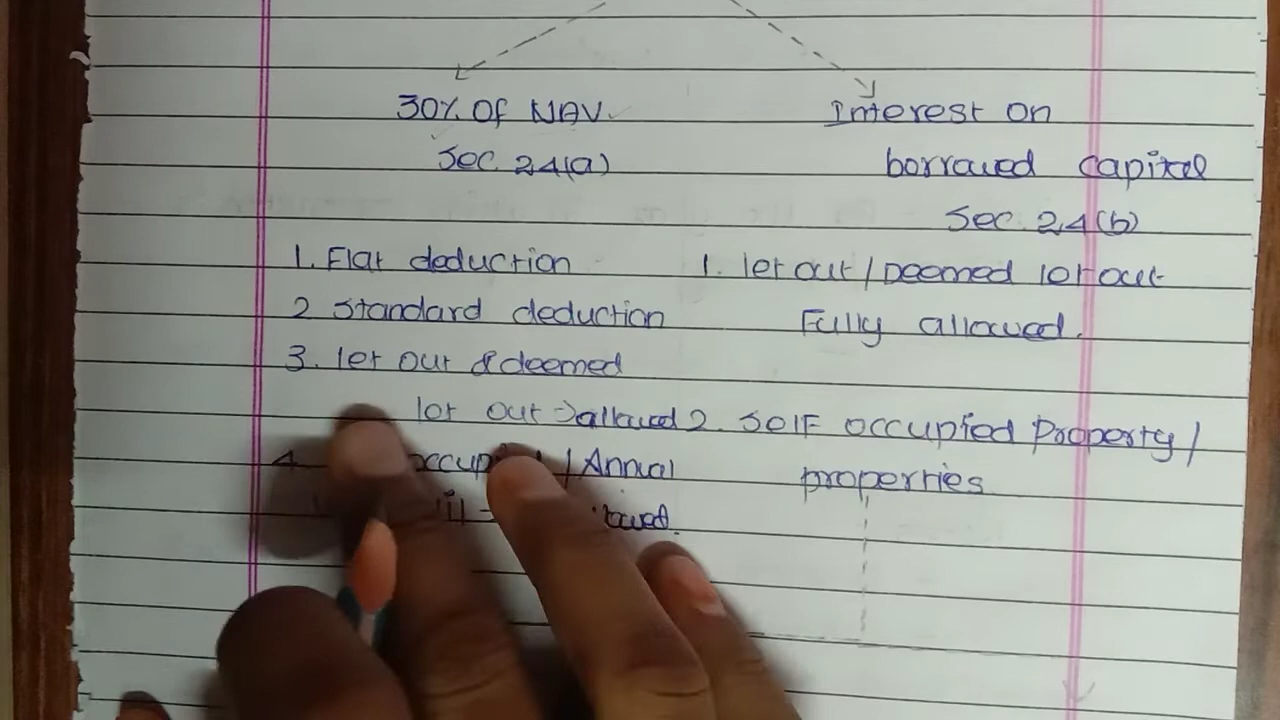 30% Of NAV.
Sec. 24(a)
1. Flat deduction
2 Standard deduction
3. let out & deemed
let out => allowed
4. / Annual
Interest on
borrowed capital
Sec. 24(b)
1. let out / Deemed let out
Fully allowed.
2. Self occupied Property /
properties